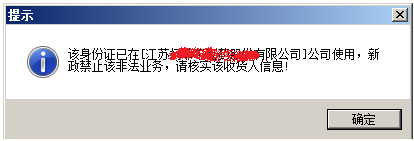 提示
该身份证已在[江苏 有限公司]公司使用，新
政禁止该非法业务，请核实该收货人信息!
确定